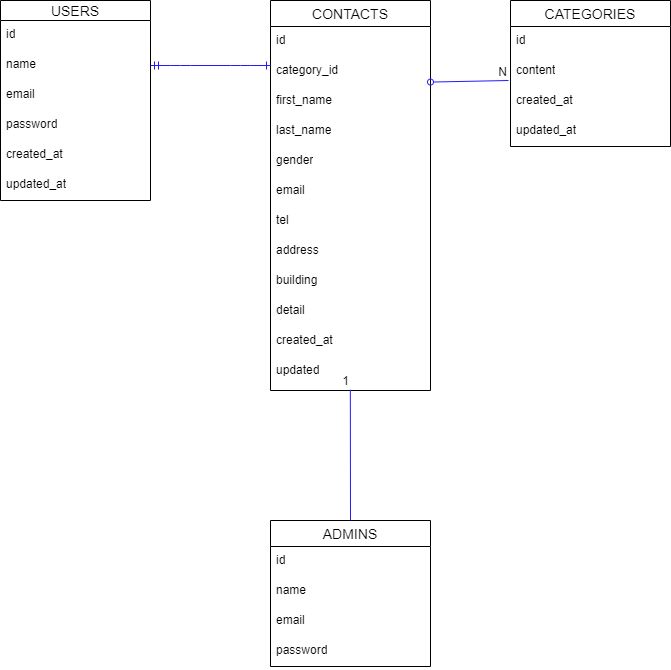 USERS
id
name
email
password
created_at
updated_at
CONTACTS
id
category_id
first_name
last_name
gender
email
tel
address
building
detail
created_at
updated
1
N
CATEGORIES
id
content
created_at
updated_at
ADMINS
id
name
email
password